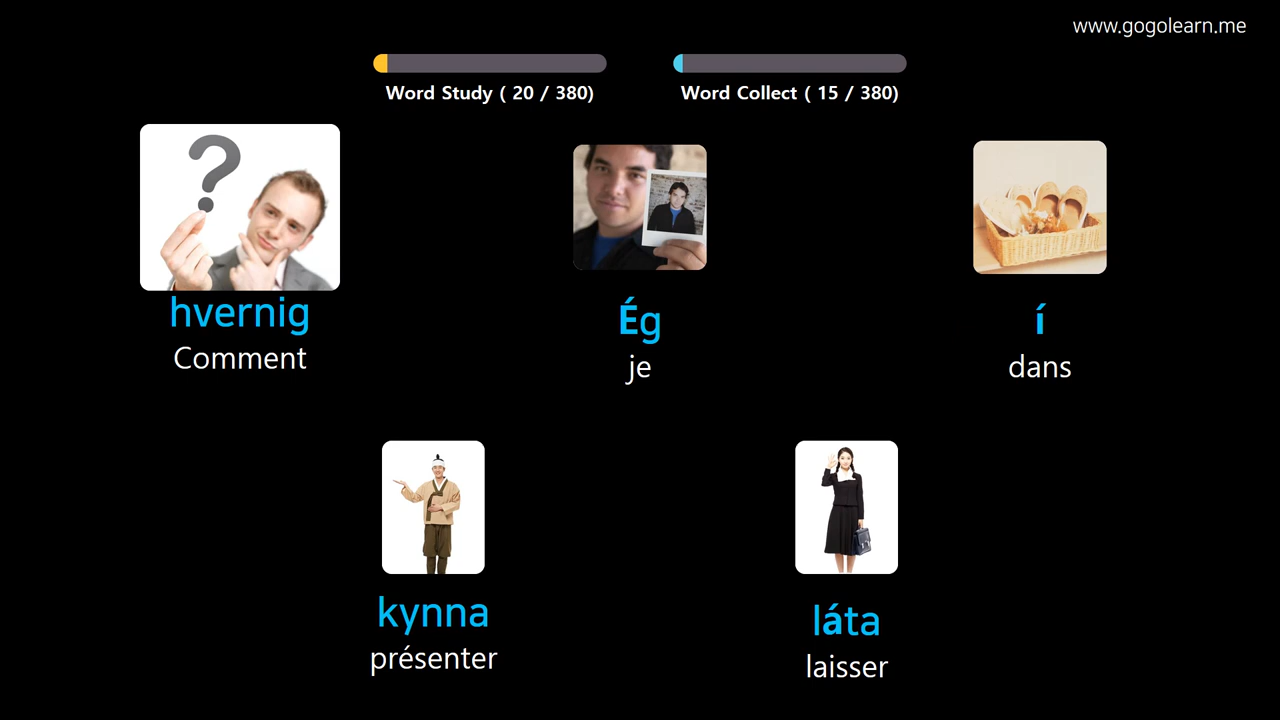 www.gogolearn.me
Word Study ( 20 / 380)
Word Collect ( 15 / 380)
hvernig
Comment
Ég
je
í
dans
kynna
présenter
láta
laisser